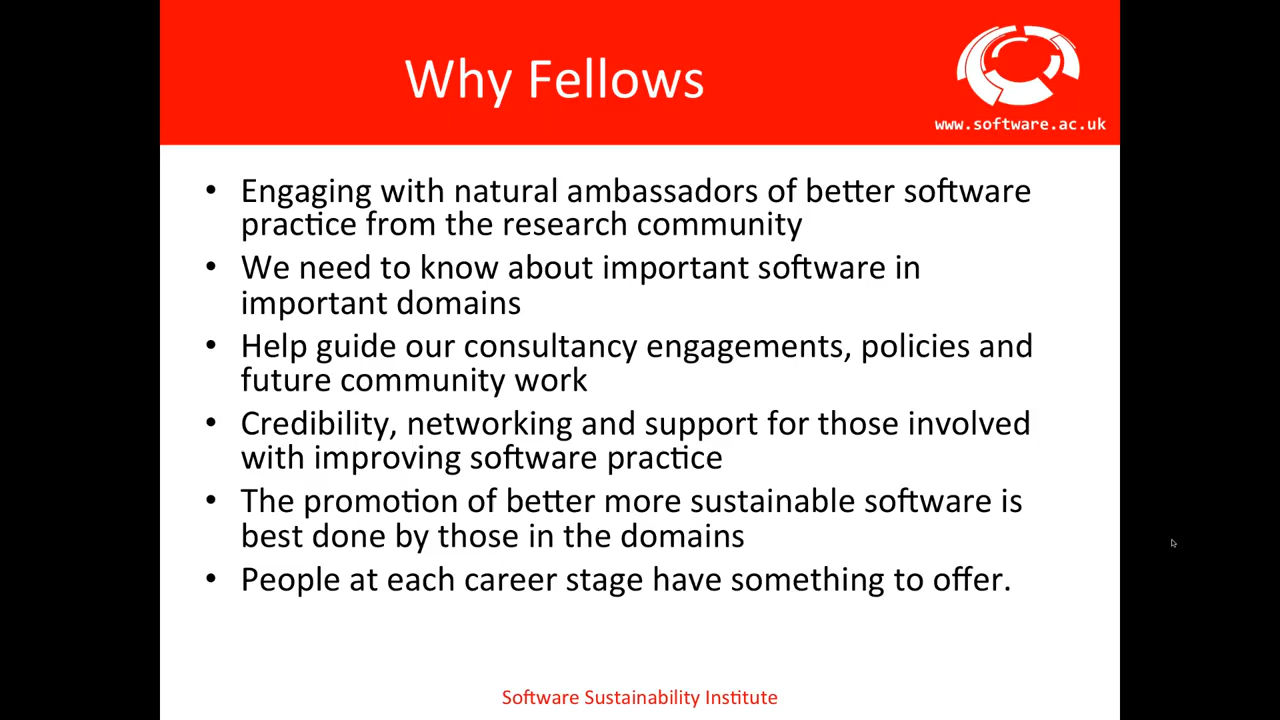 Why Fellows
www.software.ac.uk
• Engaging with natural ambassadors of better software
practice from the research community
• We need to know about important software in
important domains
• Help guide our consultancy engagements, policies and
future community work
• Credibility, networking and support for those involved
with improving software practice
• The promotion of better more sustainable software is
best done by those in the domains
• People at each career stage have something to offer.
Software Sustainability Institute